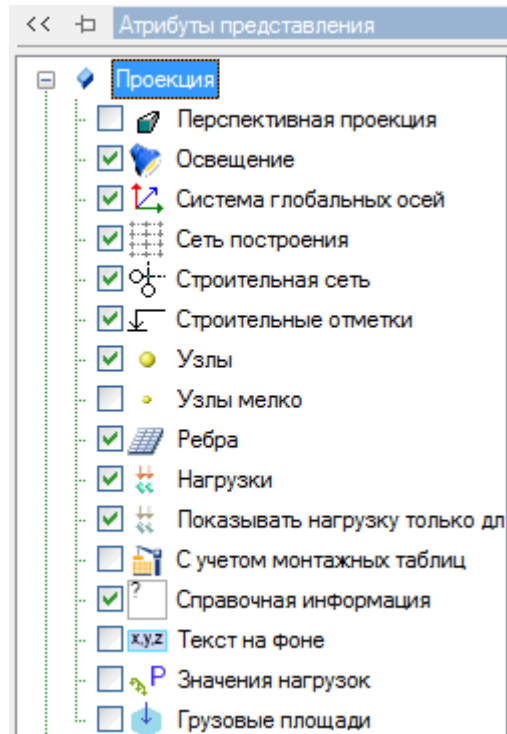 << Атрибуты представления
Проекция
Перспективная проекция
Освещение
Система глобальных осей
Сеть построения
Строительная сеть
Строительные отметки
Узлы
Узлы мелко
Ребра
Нагрузки
Показывать нагрузку только дл
С учетом монтажных таблиц
? Справочная информация
x,y,z Текст на фоне
P Значения нагрузок
Грузовые площади